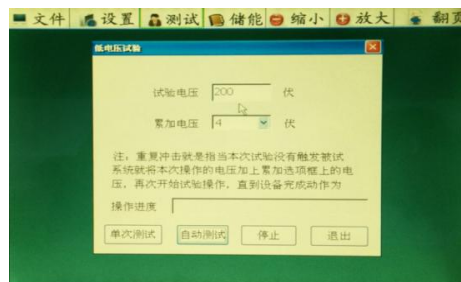 文件 设置 测试 储能 缩小 放大 翻页
低电压试验
试验电压 200 伏
累加电压 4 伏
注：重复冲击就是指当本次试验没有触发被试
系统就将本次操作的电压加上累加选项框上的电
压，再次开始试验操作，直到设备完成动作为
操作进度
单次测试 自动测试 停止 退出